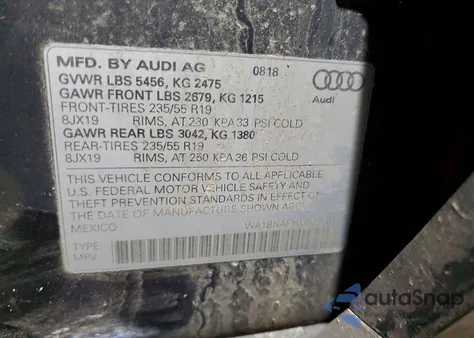 MFD. BY AUDI AG 0818
GVWR LBS 5456, KG 2475
GAWR FRONT LBS 2679, KG 1215
FRONT-TIRES 235/55 R19
8JX19 RIMS, AT 230 KPA 33 PSI COLD
GAWR REAR LBS 3042, KG 1380
REAR-TIRES 235/55 R19
8JX19 RIMS, AT 250 KPA 36 PSI COLD
Audi
THIS VEHICLE CONFORMS TO ALL APPLICABLE
U.S. FEDERAL MOTOR VEHICLE SAFETY AND
THEFT PREVENTION STANDARDS IN EFFECT ON
THE DATE OF MANUFACTURE SHOWN ABOVE
MEXICO
TYPE:
MPV
autoSnap